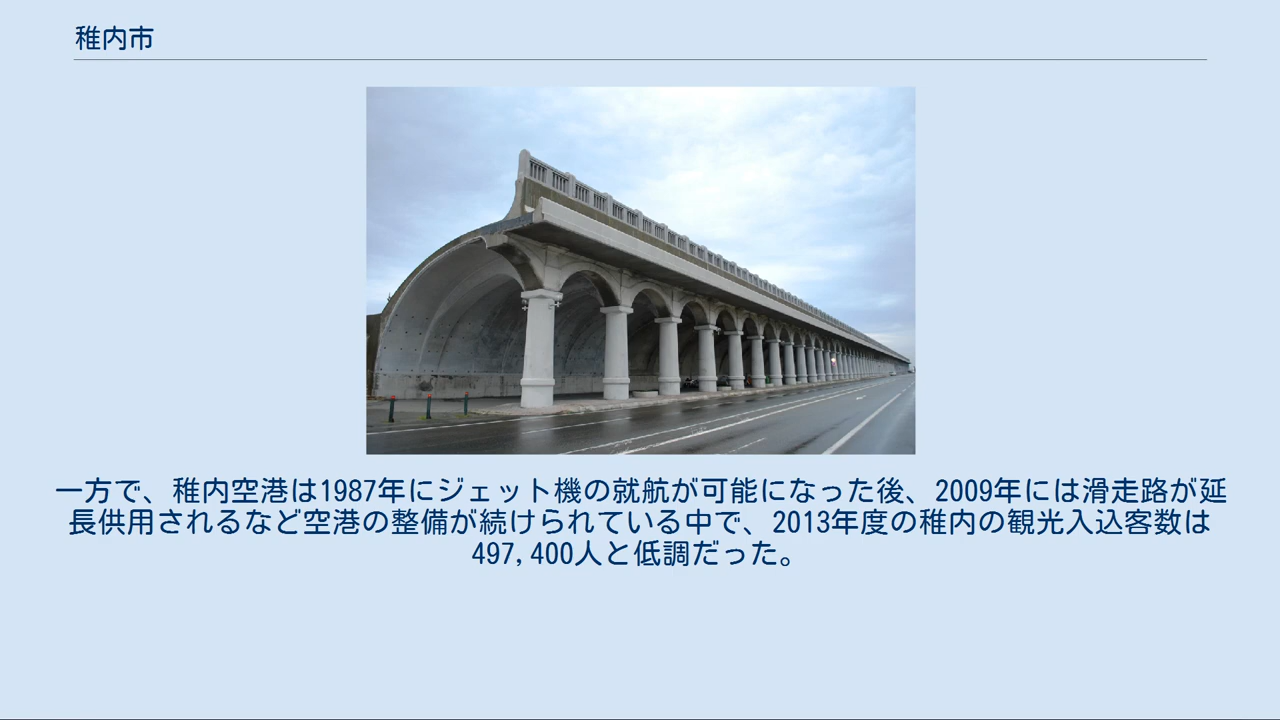 稚内市
一方で、稚内空港は1987年にジェット機の就航が可能になった後、2009年には滑走路が延
長供用されるなど空港の整備が続けられている中で、2013年度の稚内の観光入込客数は
497,400人と低調だった。